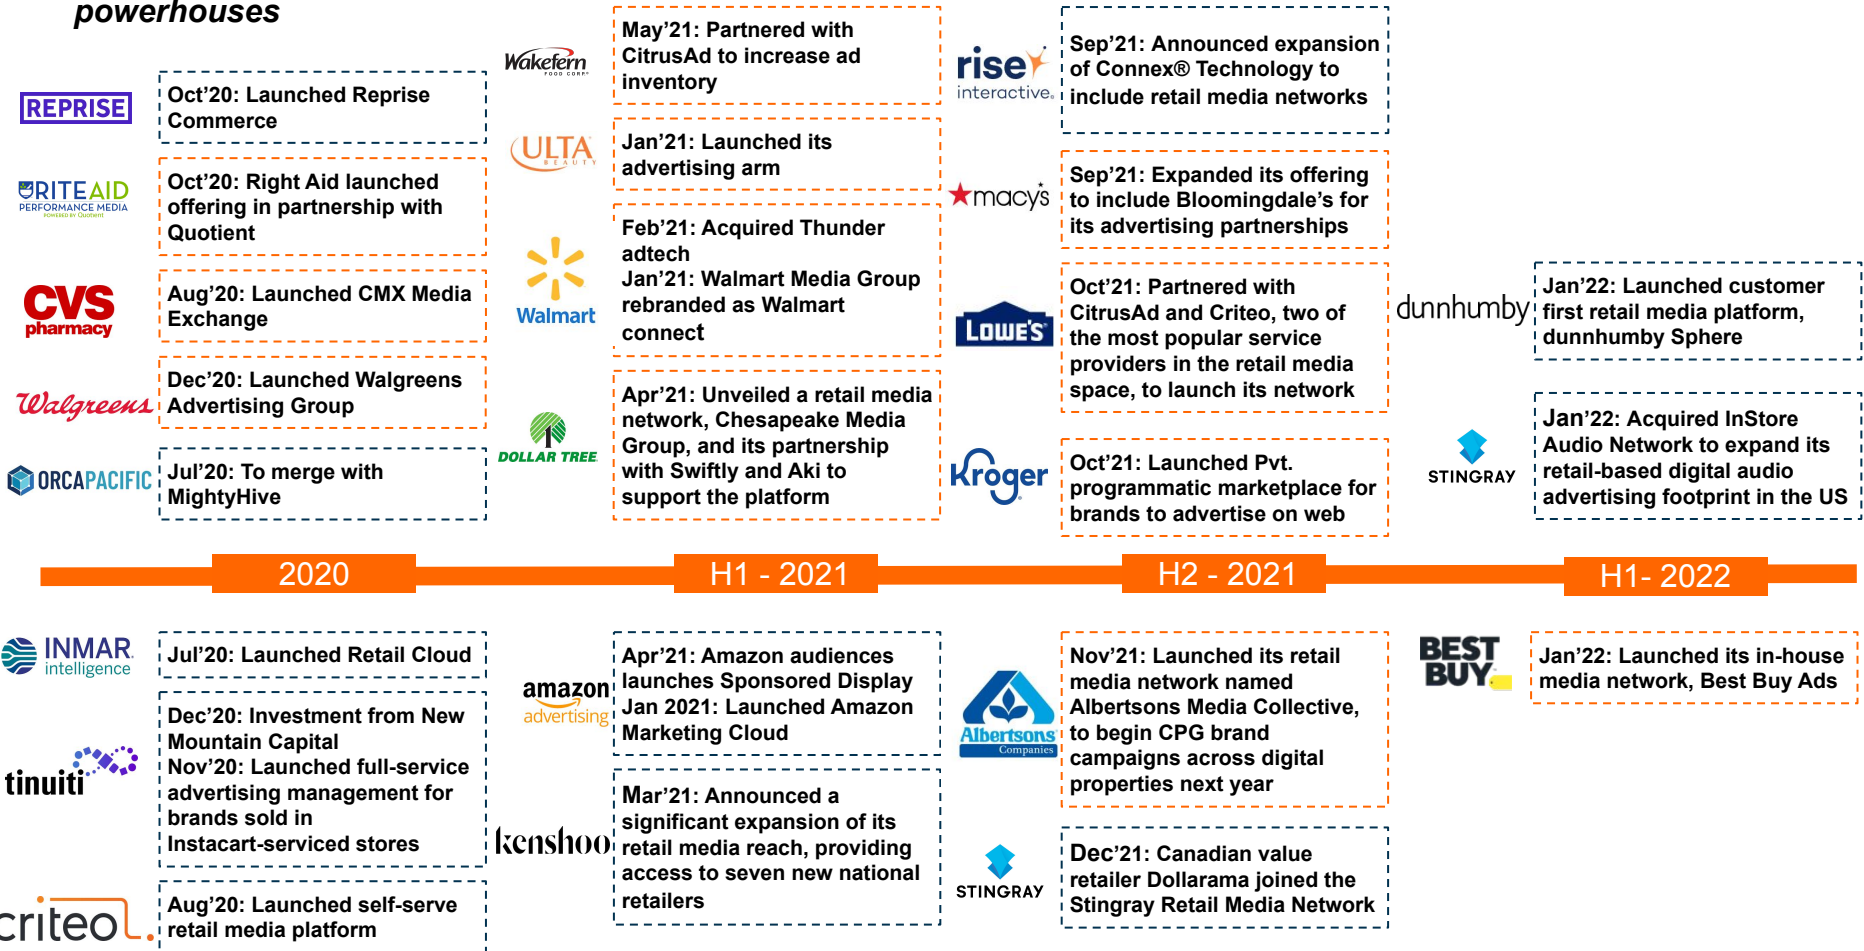 powerhouses
REPRISE
Oct'20: Launched Reprise
Commerce
RITE AID
PERFORMANCE MEDIA
POWERED BY Quotient
Oct'20: Right Aid launched
offering in partnership with
Quotient
CVS
pharmacy
Aug'20: Launched CMX Media
Exchange
Walgreens
Dec'20: Launched Walgreens
Advertising Group
ORCAPACIFIC
Jul'20: To merge with
MightyHive
Wakefern
FOOD CORP.
May'21: Partnered with
CitrusAd to increase ad
inventory
ULTA
BEAUTY
Jan'21: Launched its
advertising arm
Walmart
Feb'21: Acquired Thunder
adtech
Jan'21: Walmart Media Group
rebranded as Walmart
connect
DOLLAR TREE
Apr'21: Unveiled a retail media
network, Chesapeake Media
Group, and its partnership
with Swiftly and Aki to
support the platform
rise
interactive.
Sep'21: Announced expansion
of Connex® Technology to
include retail media networks
macy's
Sep'21: Expanded its offering
to include Bloomingdale's for
its advertising partnerships
LOWE'S
Oct'21: Partnered with
CitrusAd and Criteo, two of
the most popular service
providers in the retail media
space, to launch its network
Kroger
Oct'21: Launched Pvt.
programmatic marketplace for
brands to advertise on web
dunnhumby
Jan'22: Launched customer
first retail media platform,
dunnhumby Sphere
STINGRAY
Jan'22: Acquired InStore
Audio Network to expand its
retail-based digital audio
advertising footprint in the US
2020
H1 - 2021
H2 - 2021
H1- 2022
INMAR
intelligence
Jul'20: Launched Retail Cloud
tinuiti
Dec'20: Investment from New
Mountain Capital
Nov'20: Launched full-service
advertising management for
brands sold in
Instacart-serviced stores
criteo
Aug'20: Launched self-serve
retail media platform
amazon
advertising
Apr'21: Amazon audiences
launches Sponsored Display
Jan 2021: Launched Amazon
Marketing Cloud
kenshoo
Mar'21: Announced a
significant expansion of its
retail media reach, providing
access to seven new national
retailers
Albertsons
Companies
Nov'21: Launched its retail
media network named
Albertsons Media Collective,
to begin CPG brand
campaigns across digital
properties next year
STINGRAY
Dec'21: Canadian value
retailer Dollarama joined the
Stingray Retail Media Network
BEST
BUY
Jan'22: Launched its in-house
media network, Best Buy Ads